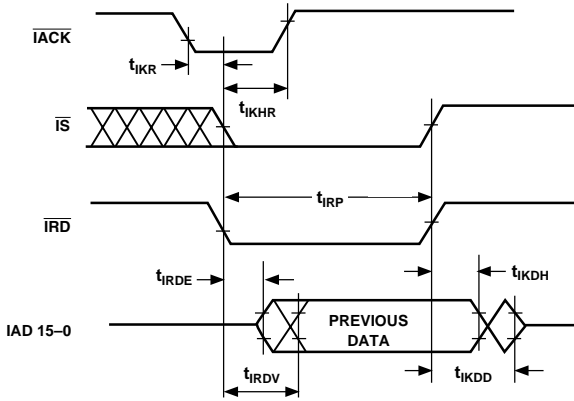 IACK
tIKR
tIKHR
IS
tIRP
IRD
tIRDE
tIKDH
IAD 15–0
PREVIOUS
DATA
tIRDV
tIKDD